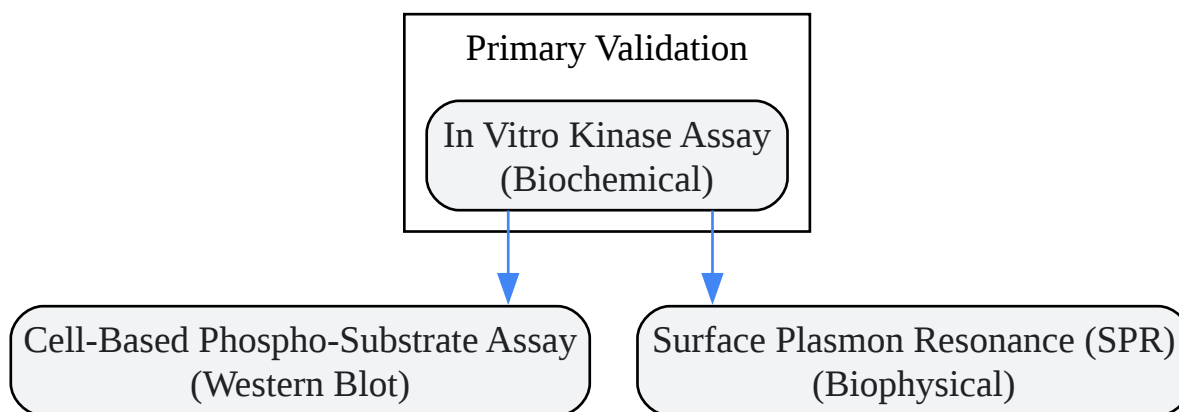 Primary Validation
In Vitro Kinase Assay
(Biochemical)
Cell-Based Phospho-Substrate Assay
(Western Blot)
Surface Plasmon Resonance (SPR)
(Biophysical)